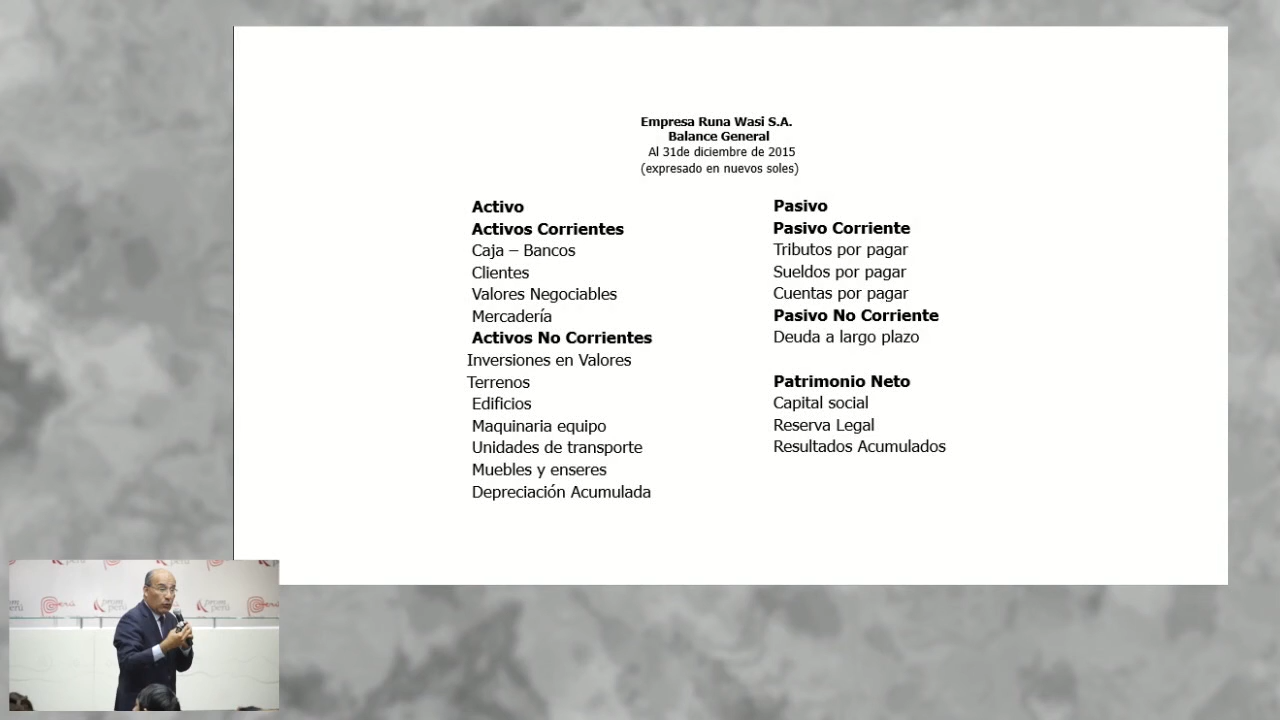 Empresa Runa Wasi S.A.
Balance General
Al 31de diciembre de 2015
(expresado en nuevos soles)
Activo
Activos Corrientes
Caja – Bancos
Clientes
Valores Negociables
Mercadería
Activos No Corrientes
Inversiones en Valores
Terrenos
Edificios
Maquinaria equipo
Unidades de transporte
Muebles y enseres
Depreciación Acumulada
Pasivo
Pasivo Corriente
Tributos por pagar
Sueldos por pagar
Cuentas por pagar
Pasivo No Corriente
Deuda a largo plazo
Patrimonio Neto
Capital social
Reserva Legal
Resultados Acumulados